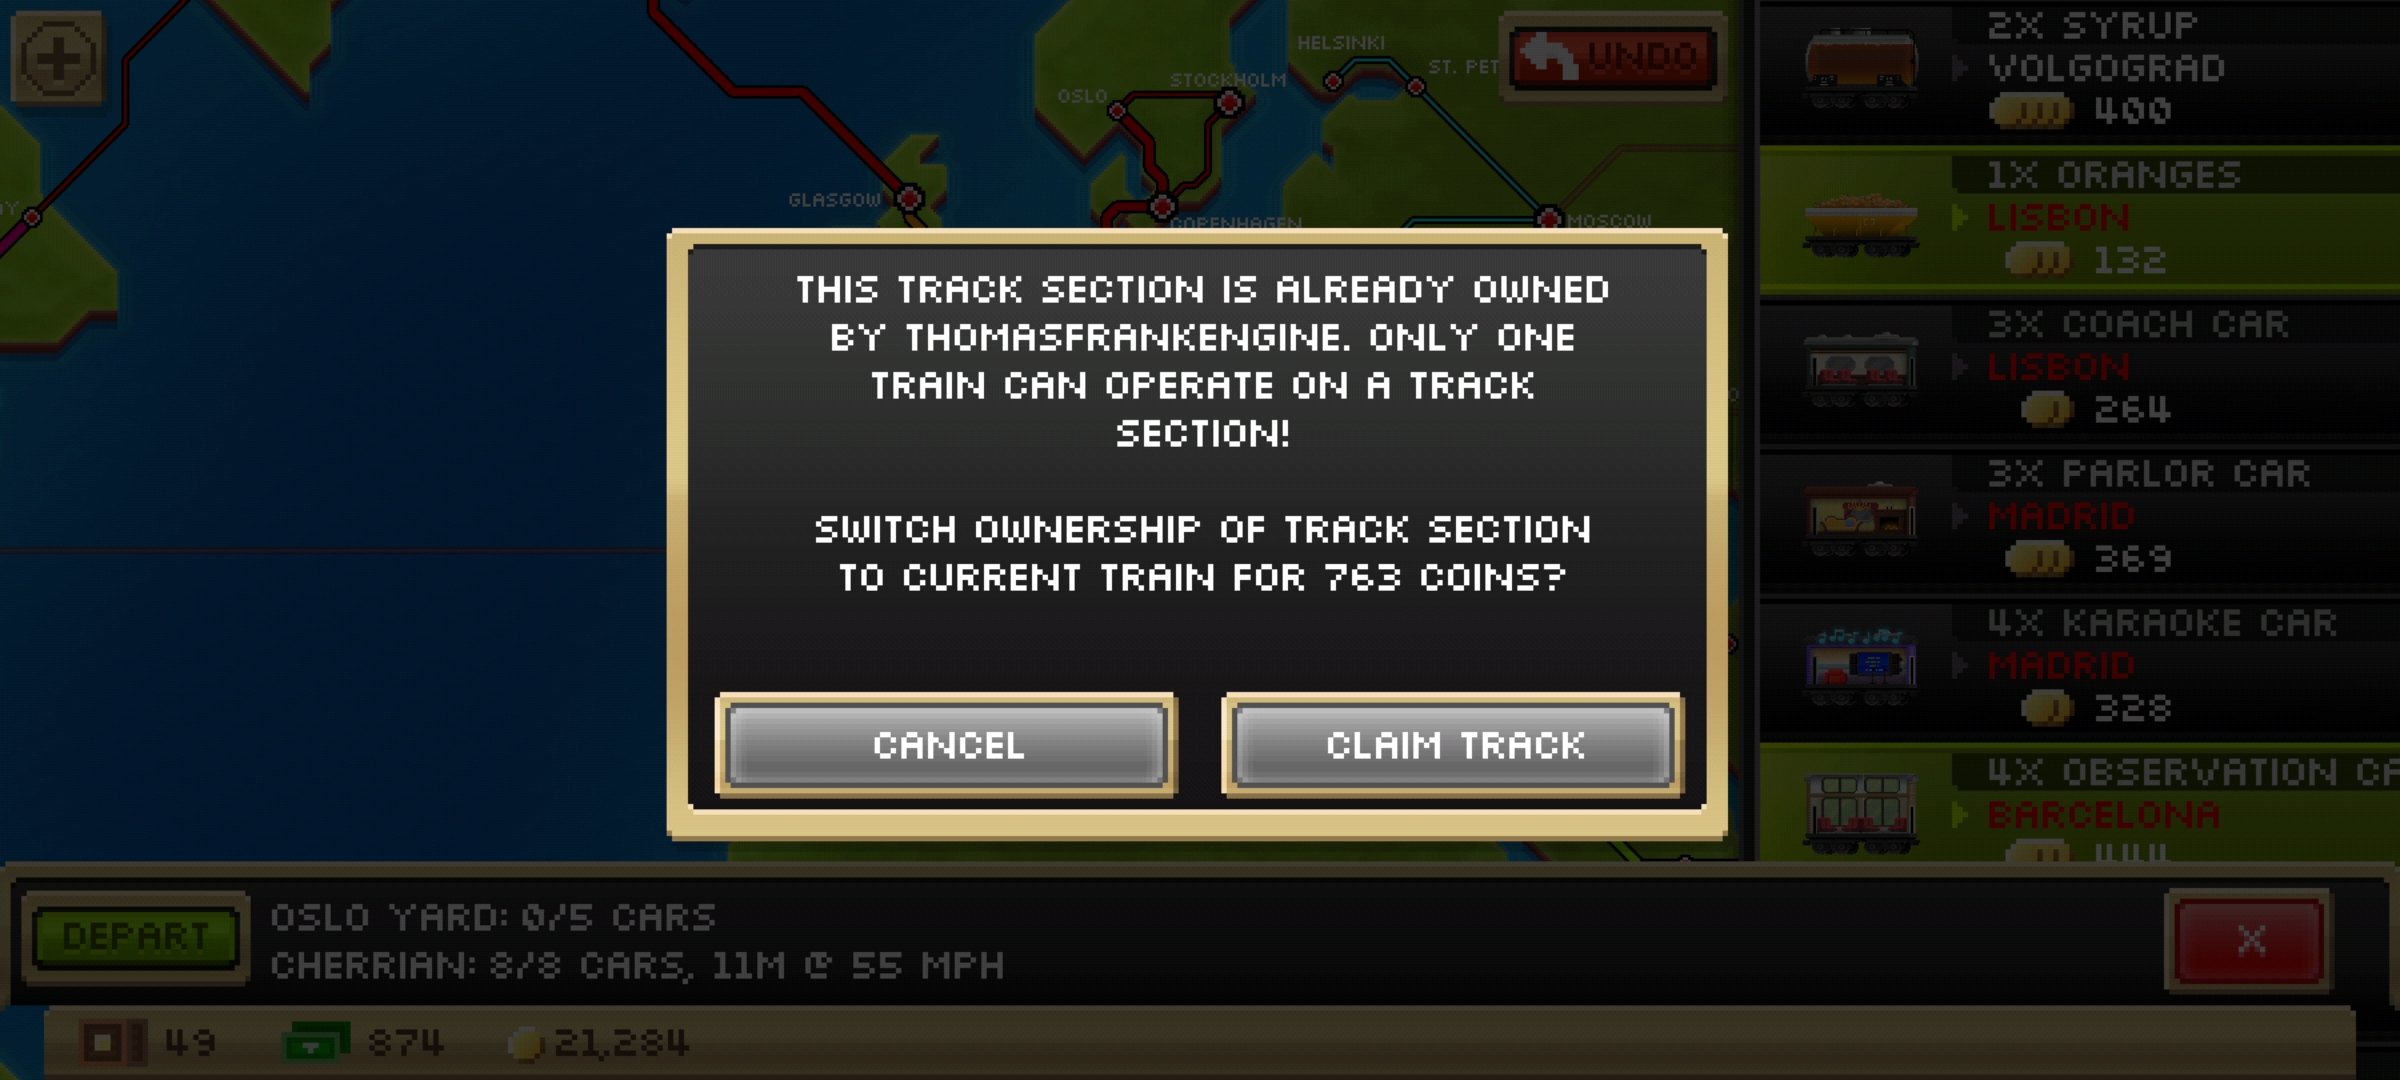 HELSINKI
STOCKHOLM
ST. PET
OSLO
GLASGOW
COPENHAGEN
MOSCOW
UNDO
2X SYRUP
VOLGOGRAD
400
1X ORANGES
LISBON
132
3X COACH CAR
LISBON
264
3X PARLOR CAR
MADRID
369
4X KARAOKE CAR
MADRID
328
4X OBSERVATION CA
BARCELONA
444
THIS TRACK SECTION IS ALREADY OWNED
BY THOMASFRANKENGINE. ONLY ONE
TRAIN CAN OPERATE ON A TRACK
SECTION!
SWITCH OWNERSHIP OF TRACK SECTION
TO CURRENT TRAIN FOR 763 COINS?
CANCEL
CLAIM TRACK
DEPART
OSLO YARD: 0/5 CARS
CHERRIAN: 8/8 CARS, 11M @ 55 MPH
X
49
874
21,284